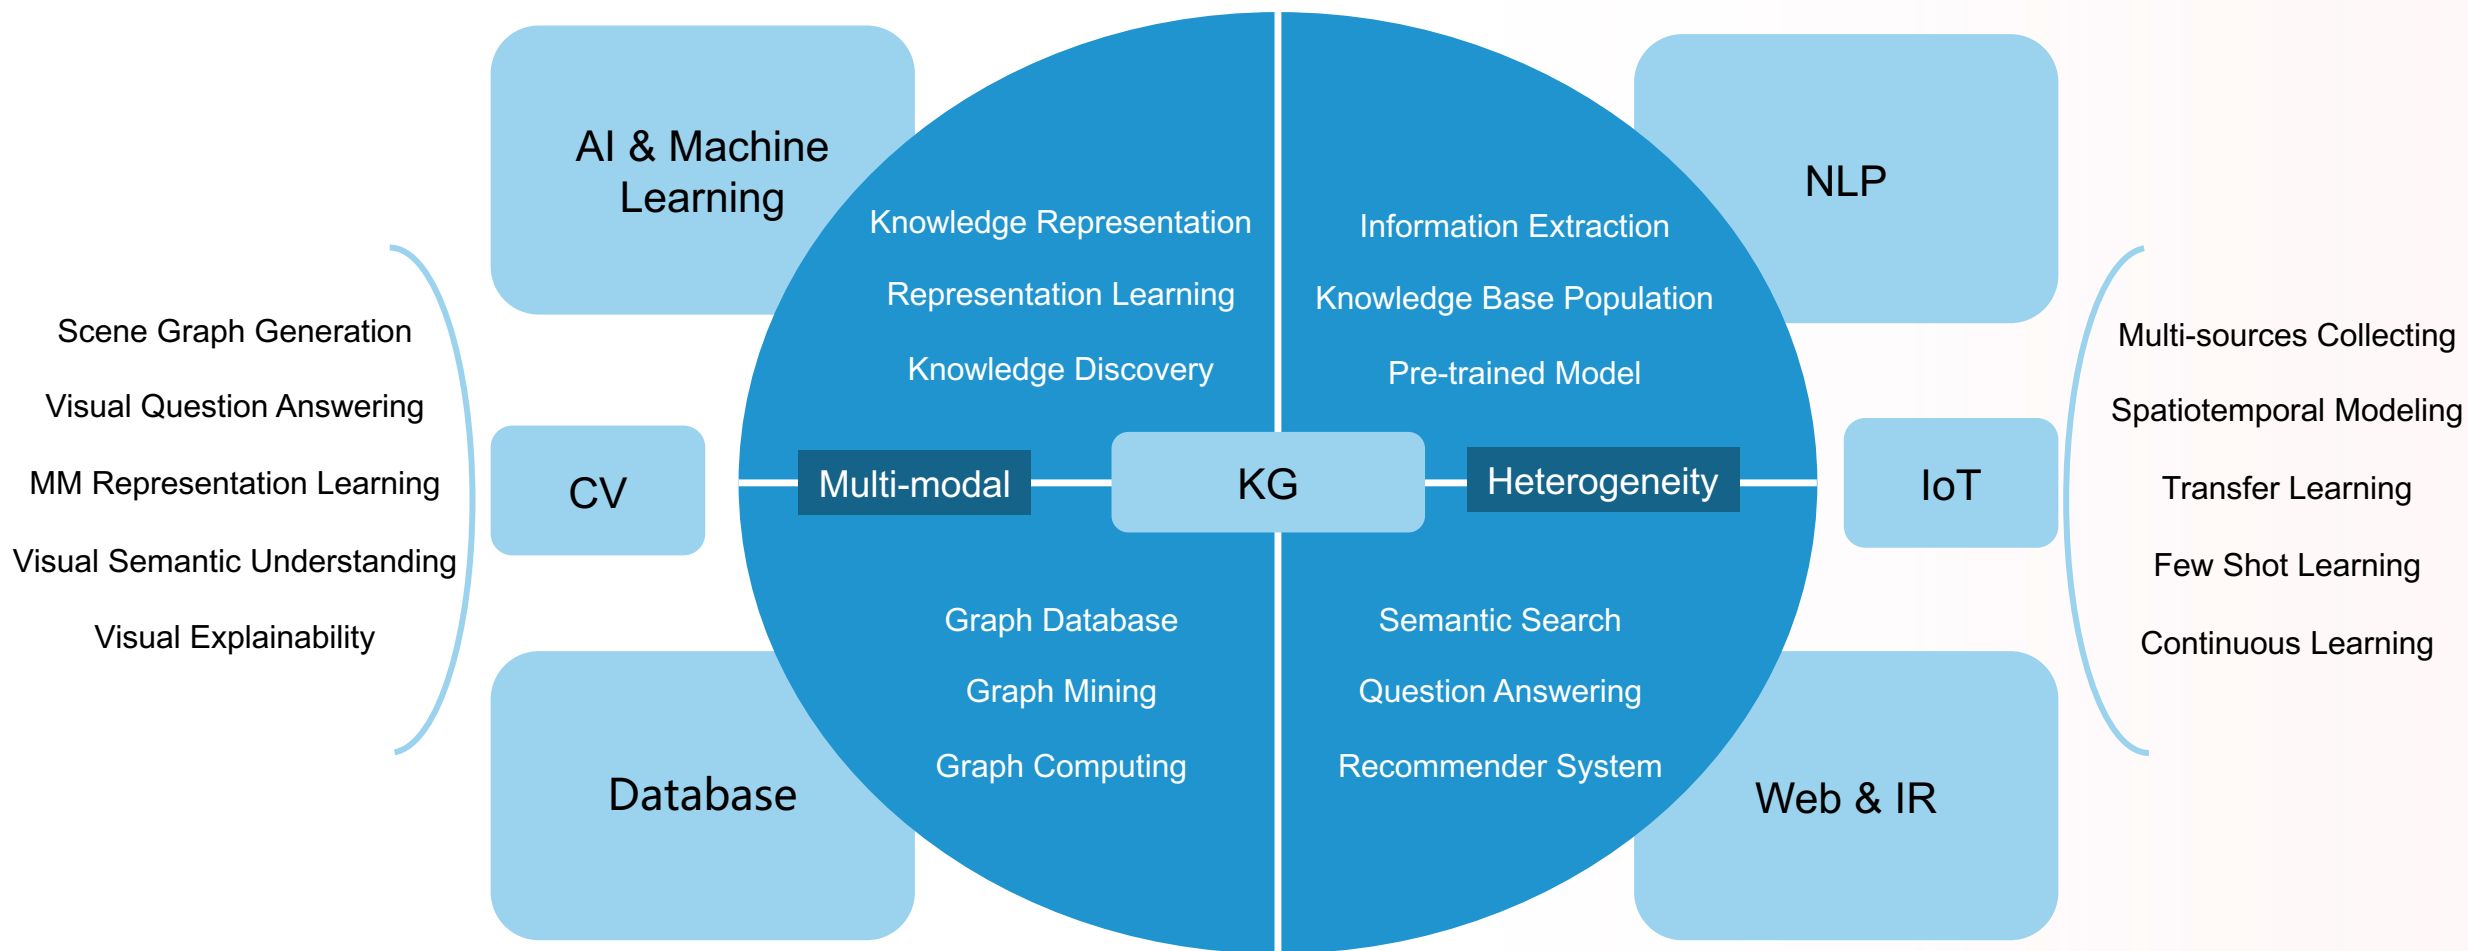 AI & Machine
Learning
NLP
Knowledge Representation
Representation Learning
Knowledge Discovery
Information Extraction
Knowledge Base Population
Pre-trained Model
Scene Graph Generation
Visual Question Answering
MM Representation Learning
Visual Semantic Understanding
Visual Explainability
CV
Multi-modal
KG
Heterogeneity
IoT
Multi-sources Collecting
Spatiotemporal Modeling
Transfer Learning
Few Shot Learning
Continuous Learning
Graph Database
Graph Mining
Graph Computing
Semantic Search
Question Answering
Recommender System
Database
Web & IR